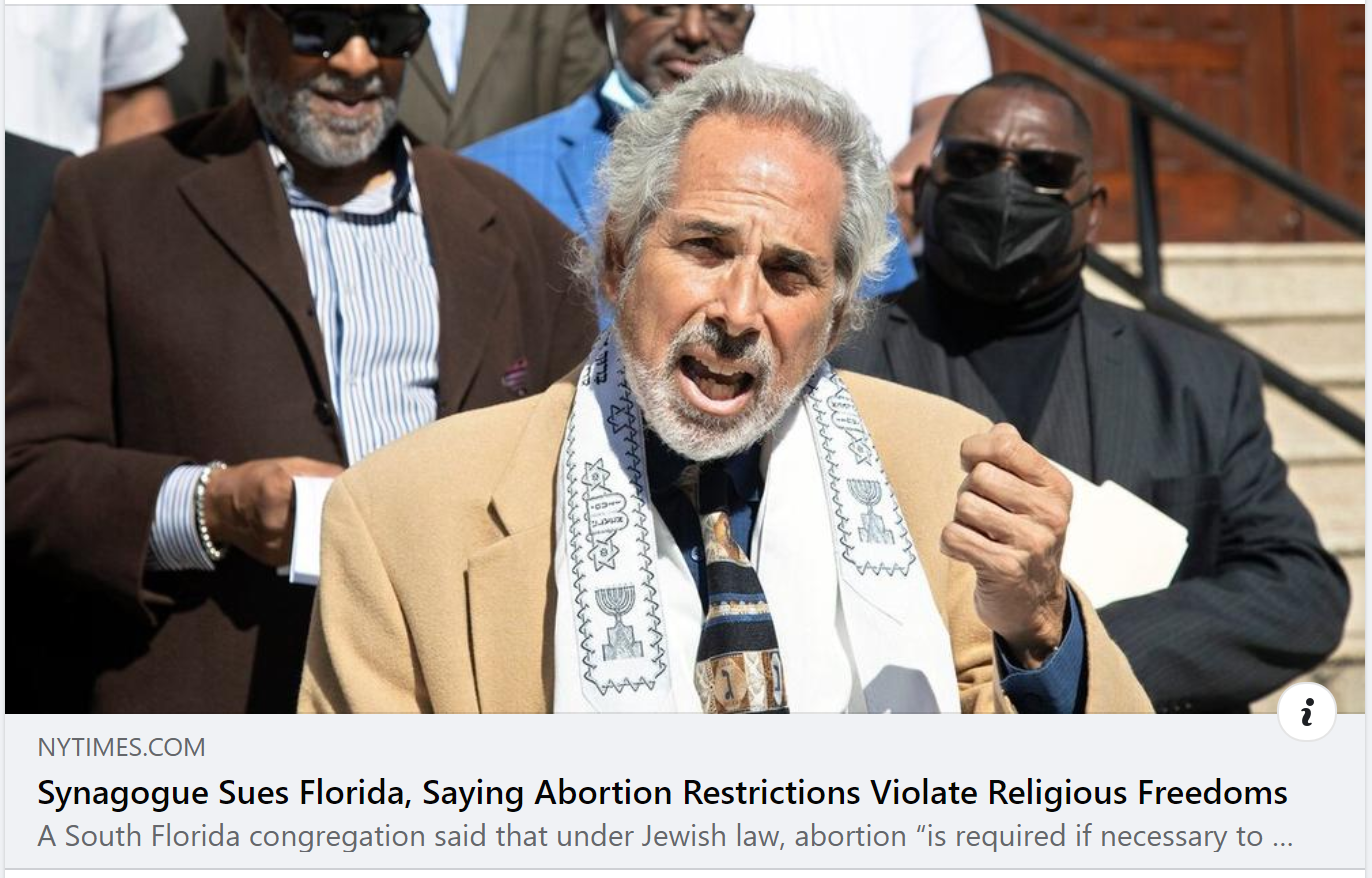 NYTIMES.COM
Synagogue Sues Florida, Saying Abortion Restrictions Violate Religious Freedoms
A South Florida congregation said that under Jewish law, abortion “is required if necessary to ...